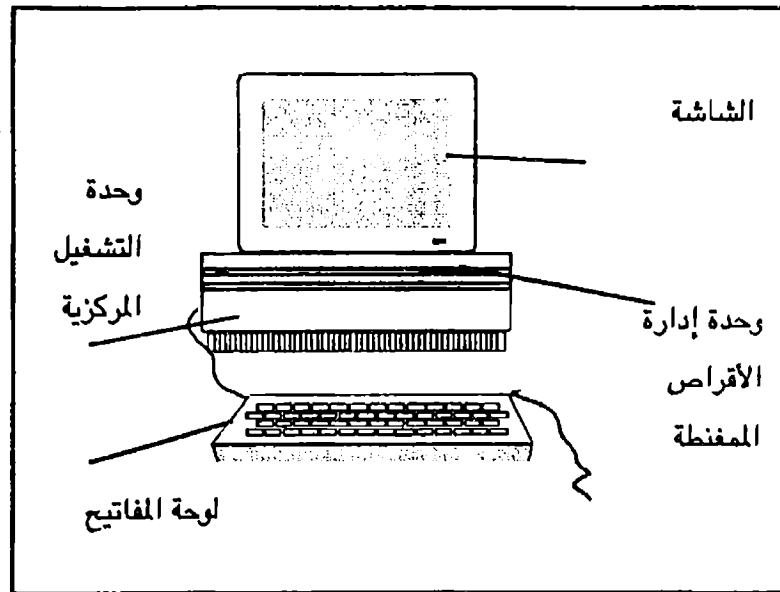 الشاشة
وحدة
التشغيل
المركزية
وحدة إدارة
الأقراص
الممغنطة
لوحة المفاتيح